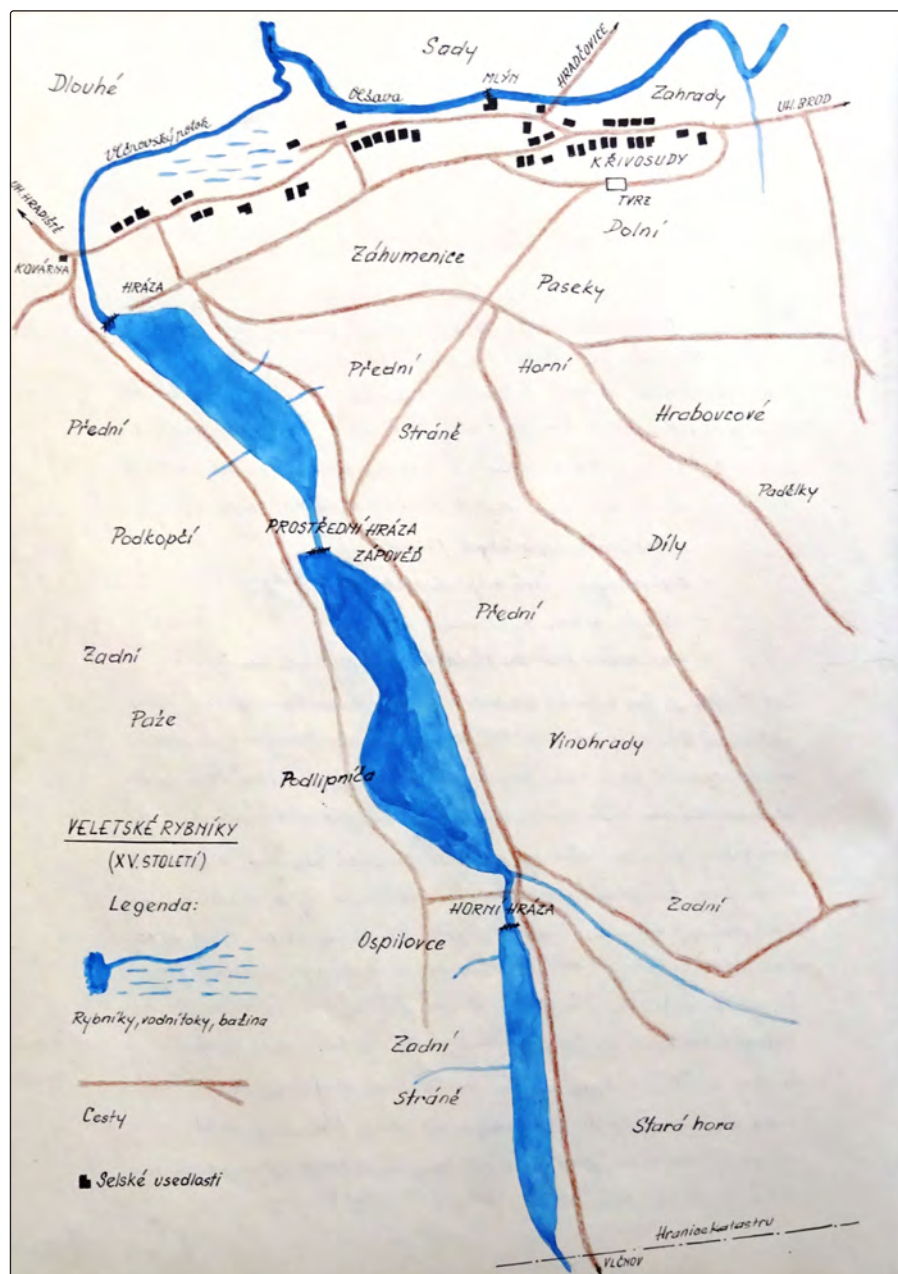 Sady
Dlouhé
HRADČOVICE
MLÝN
Olšava
Zahrady
UH. BROD
Vlčnovský potok
KŘIVOSUDY
UH. HRADIŠTĚ
TVRZ
Dolní
KOVÁRNA
HRÁZA
Záhumenice
Paseky
Přední
Horní
Hraboucové
Přední
Stráně
Padělky
Podkopčí
PROSTŘEDNÍ HRÁZA
ZÁPOVĚĎ
Díly
Přední
Zadní
Paže
Vinohrady
Podlipníča
VELETSKÉ RYBNÍKY
(XV. STOLETÍ)
Legenda:
HORNÍ HRÁZA
Zadní
Ospilovce
Rybníky, vodní toky, bažina
Zadní
Stráně
Cesty
Stará hora
Selské usedlosti
Hranice katastru
VLČNOV